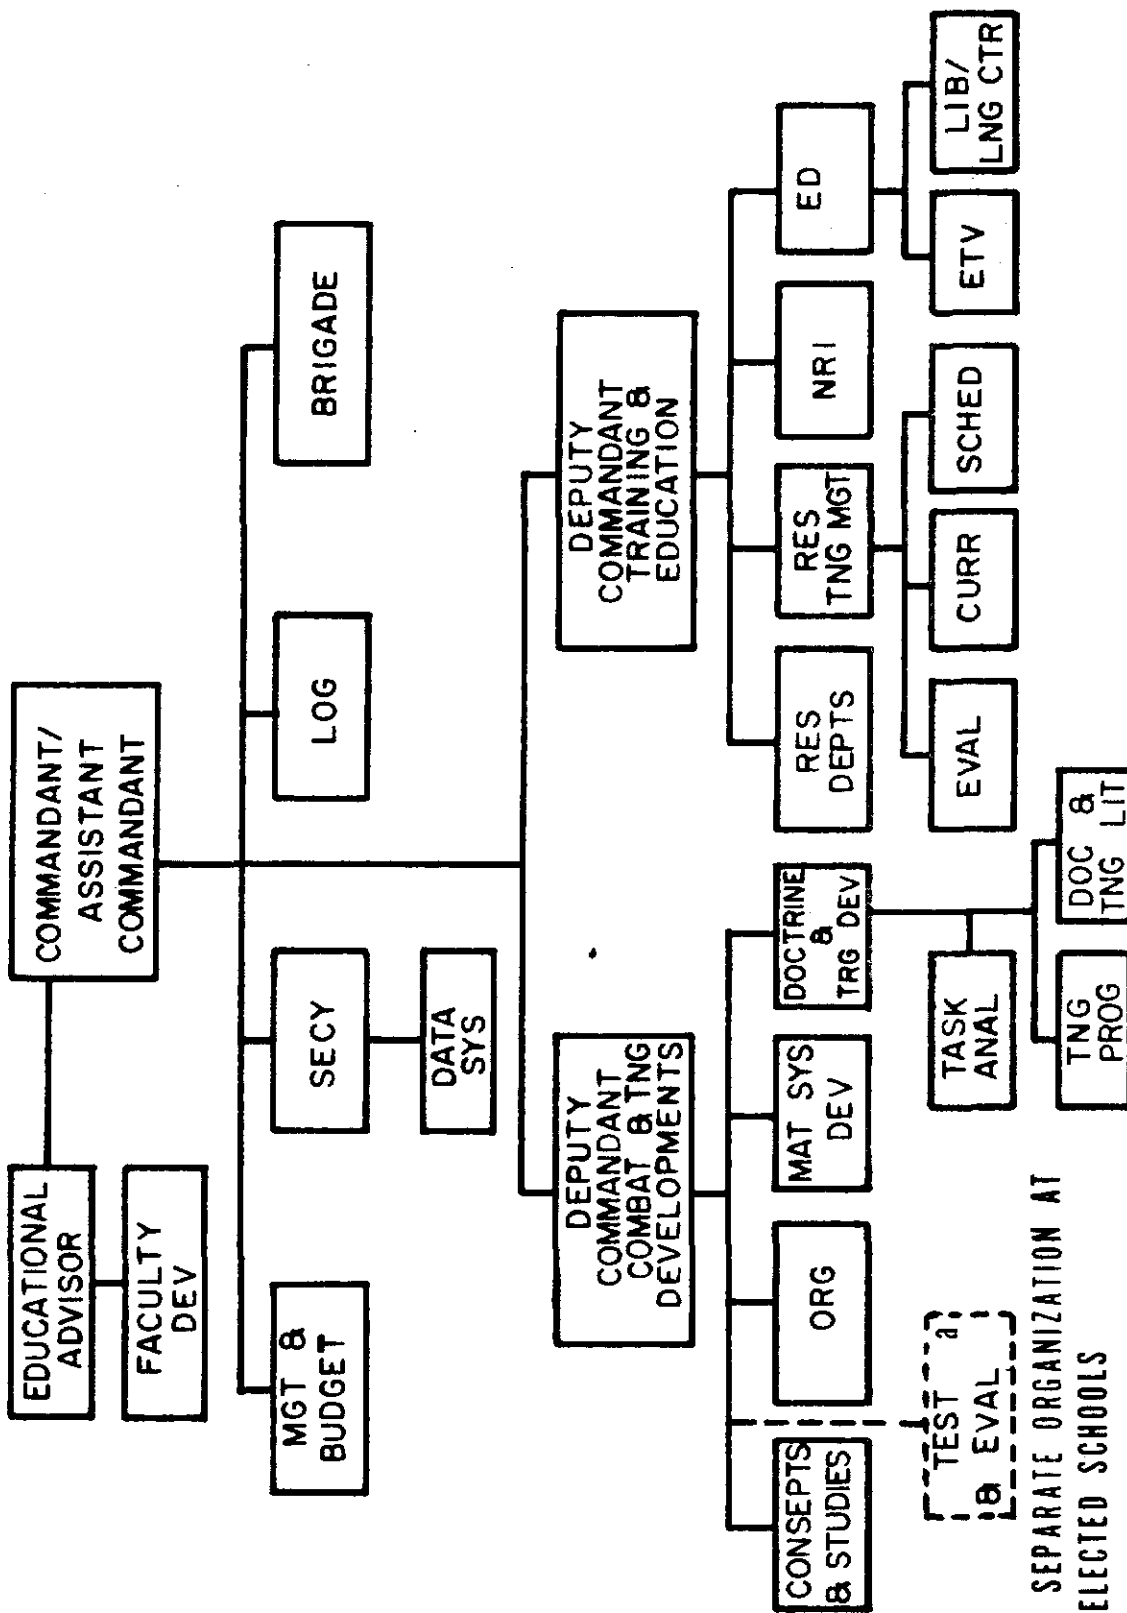 COMMANDANT/
ASSISTANT
COMMANDANT
EDUCATIONAL
ADVISOR
FACULTY
DEV
MGT &
BUDGET
SECY
LOG
BRIGADE
DATA
SYS
DEPUTY
COMMANDANT
COMBAT & TNG
DEVELOPMENTS
DEPUTY
COMMANDANT
TRAINING &
EDUCATION
CONSEPTS
& STUDIES
ORG
MAT SYS
DEV
DOCTRINE
&
TRG DEV
RES
DEPTS
RES
TNG MGT
NRI
ED
TEST a
& EVAL
TASK
ANAL
EVAL
CURR
SCHED
ETV
LIB/
LNG CTR
TNG
PROG
DOC &
TNG LIT
SEPARATE ORGANIZATION AT
ELECTED SCHOOLS